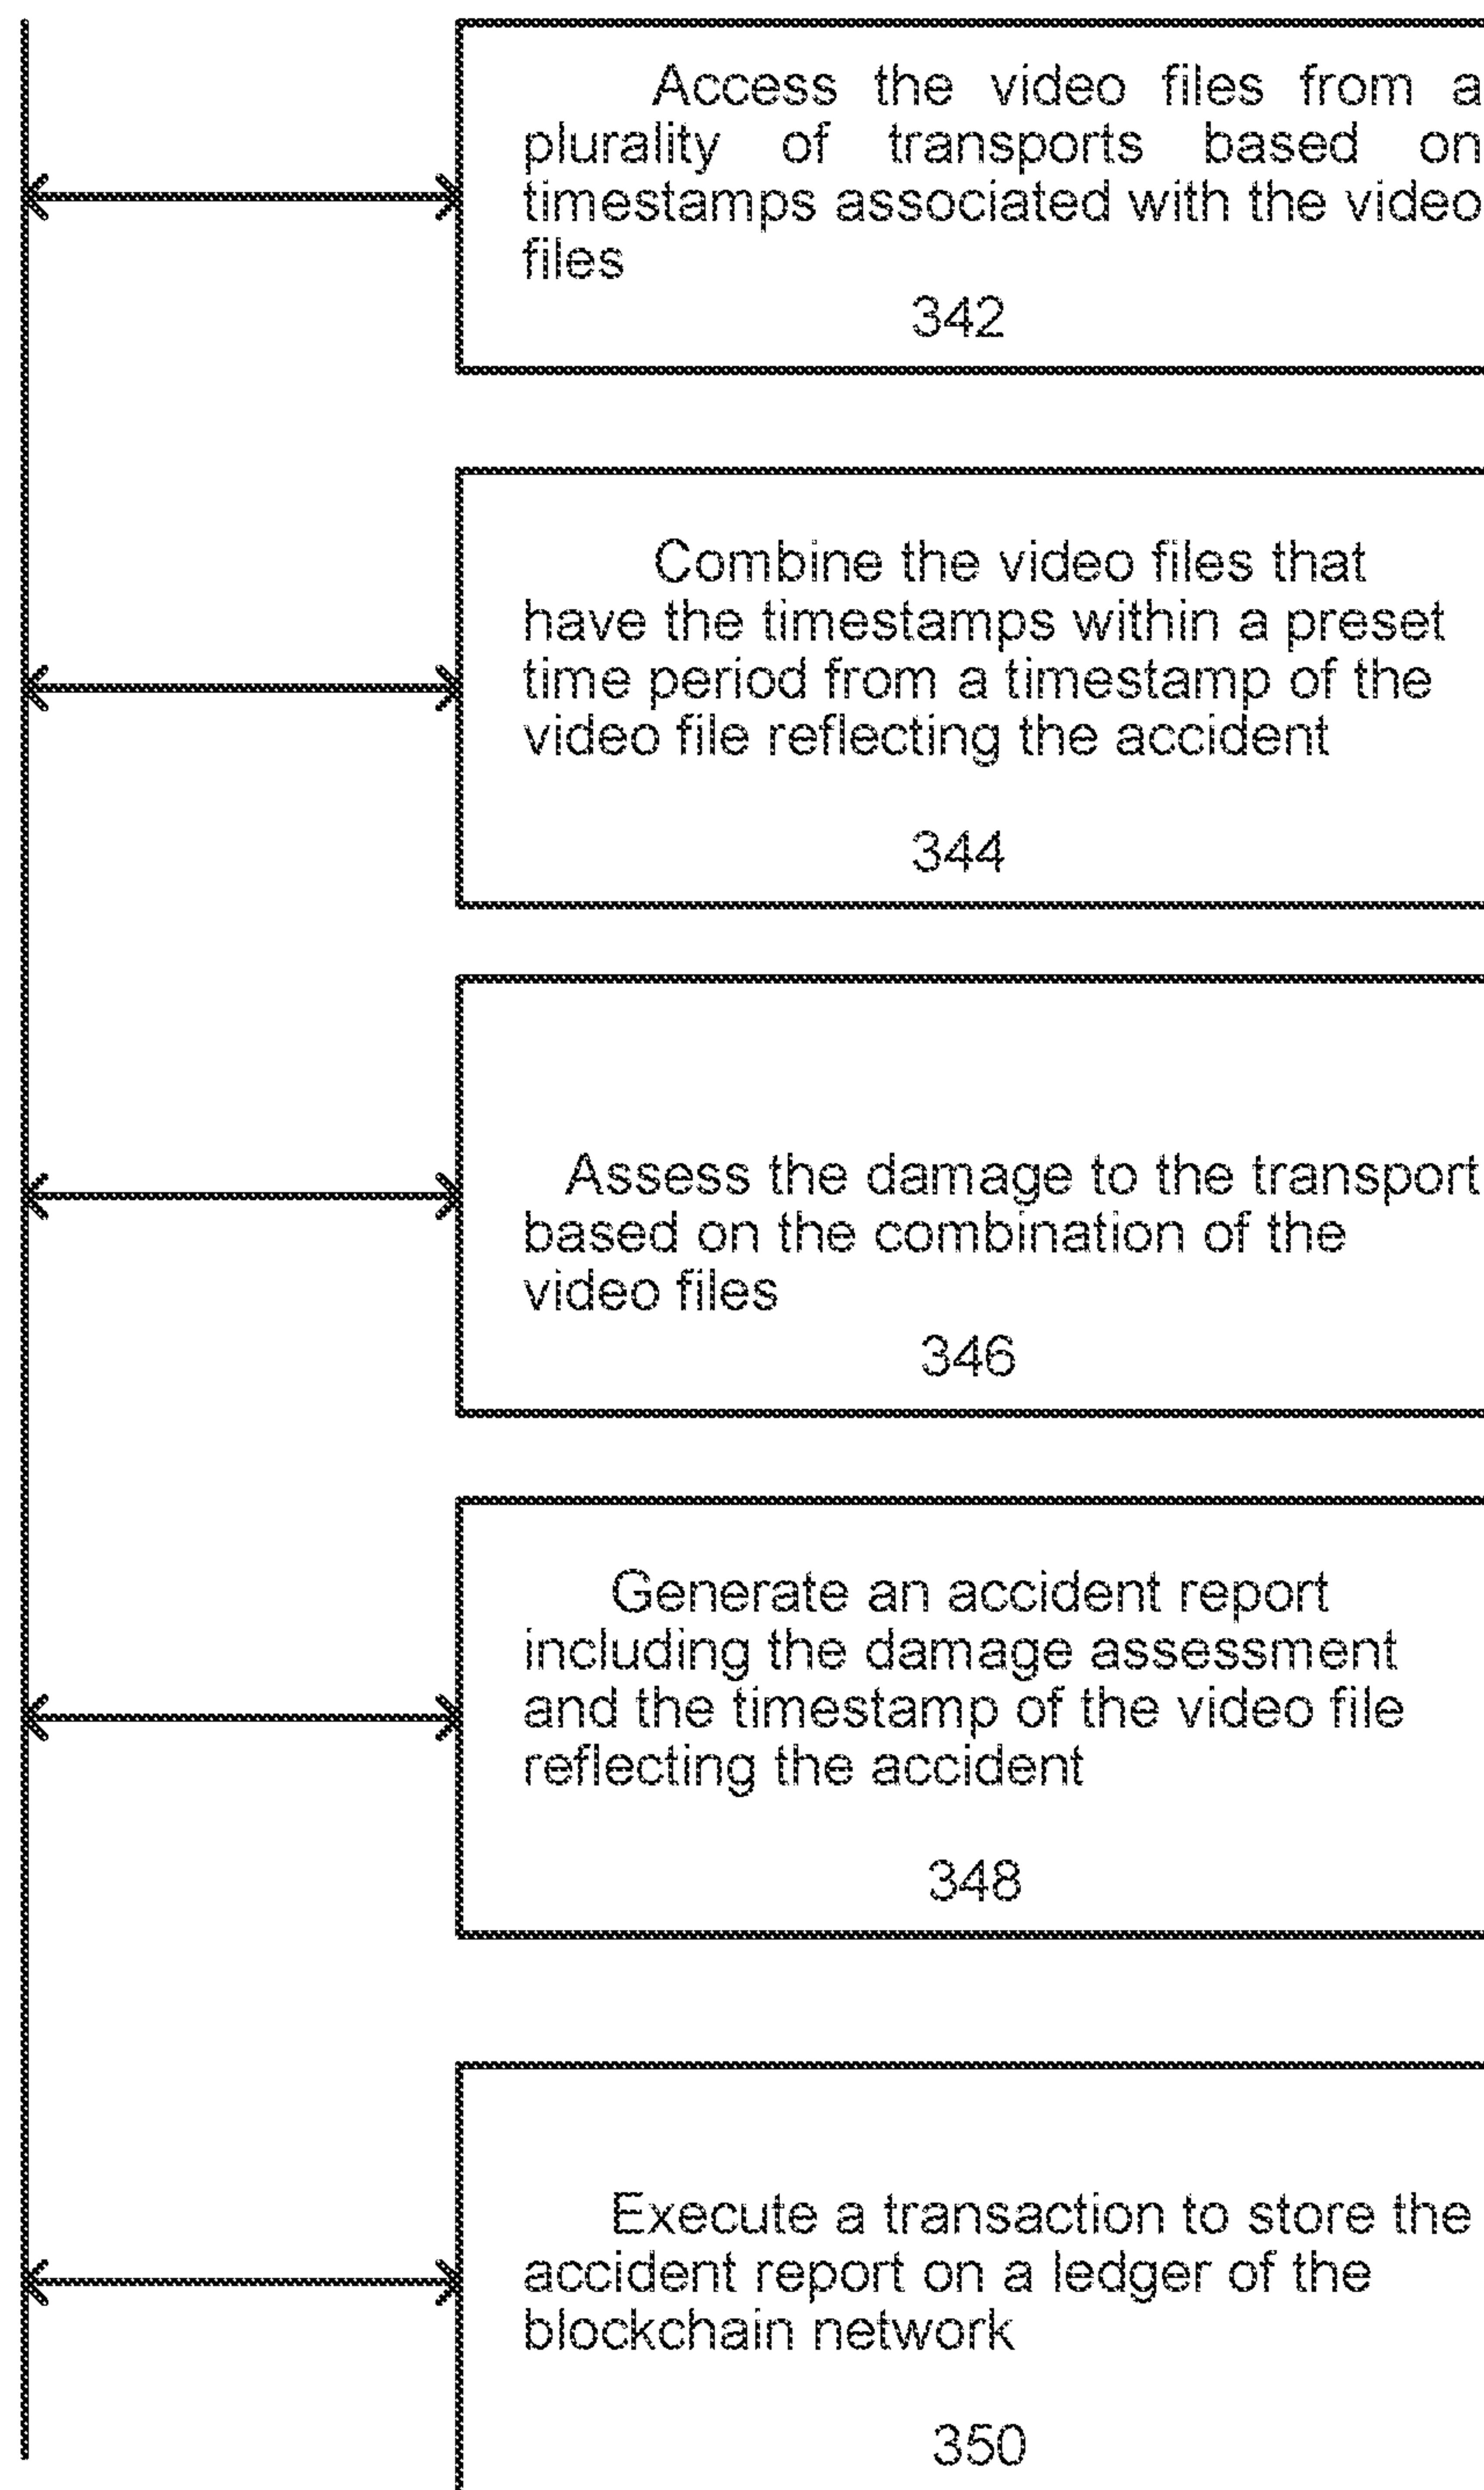 Access the video files from a
plurality of transports based on
timestamps associated with the video
files
342
Combine the video files that
have the timestamps within a preset
time period from a timestamp of the
video file reflecting the accident
344
Assess the damage to the transport
based on the combination of the
video files
346
Generate an accident report
including the damage assessment
and the timestamp of the video file
reflecting the accident
348
Execute a transaction to store the
accident report on a ledger of the
blockchain network
350